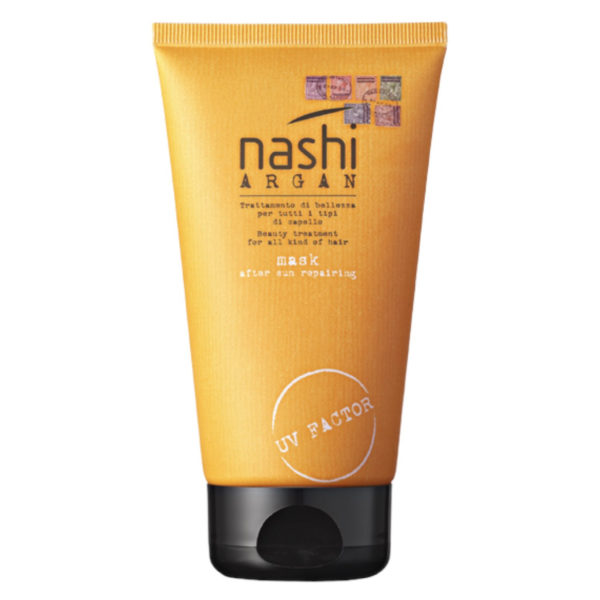 nashi
ARGAN
Trattamento di bellezza
per tutti i tipi
di capello
Beauty treatment
for all kind of hair
mask
after sun repairing
UV FACTOR